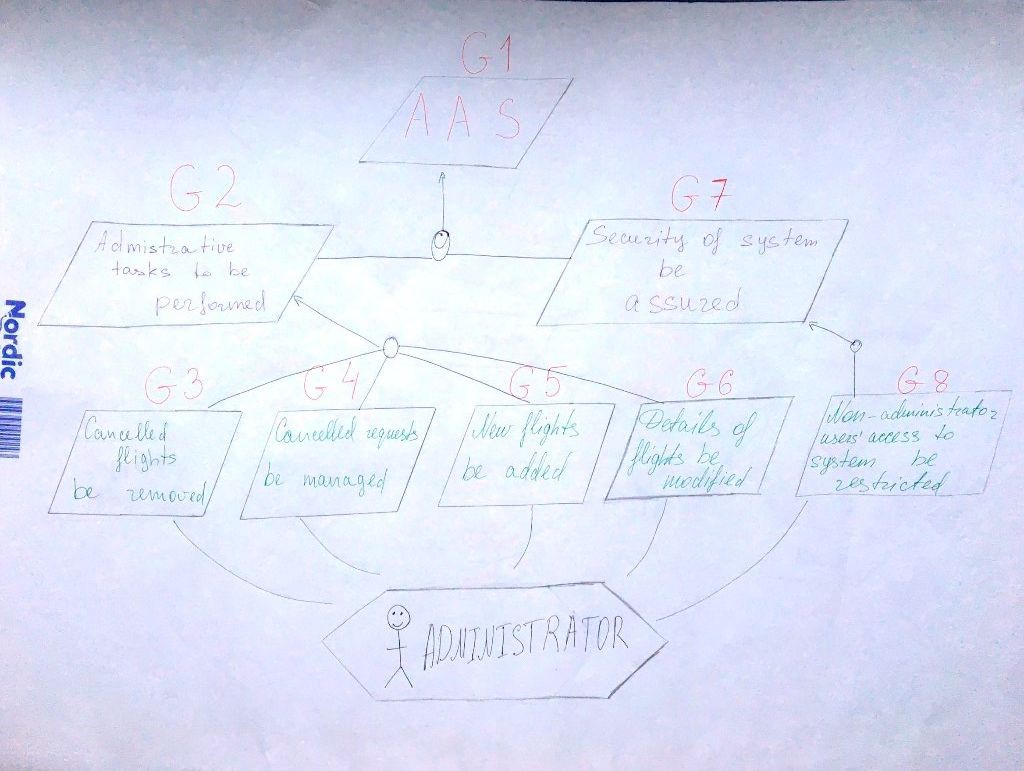 G1
A A S
G2
Admistrative
tasks to be
performed
G7
Security of system
be
assured
Nordic
G3
Cancelled
flights
be removed
G4
Cancelled requests
be managed
G5
New flights
be added
G6
Details of
flights be
modified
G8
Non-administrator
users' access to
system be
restricted
ADMINISTRATOR